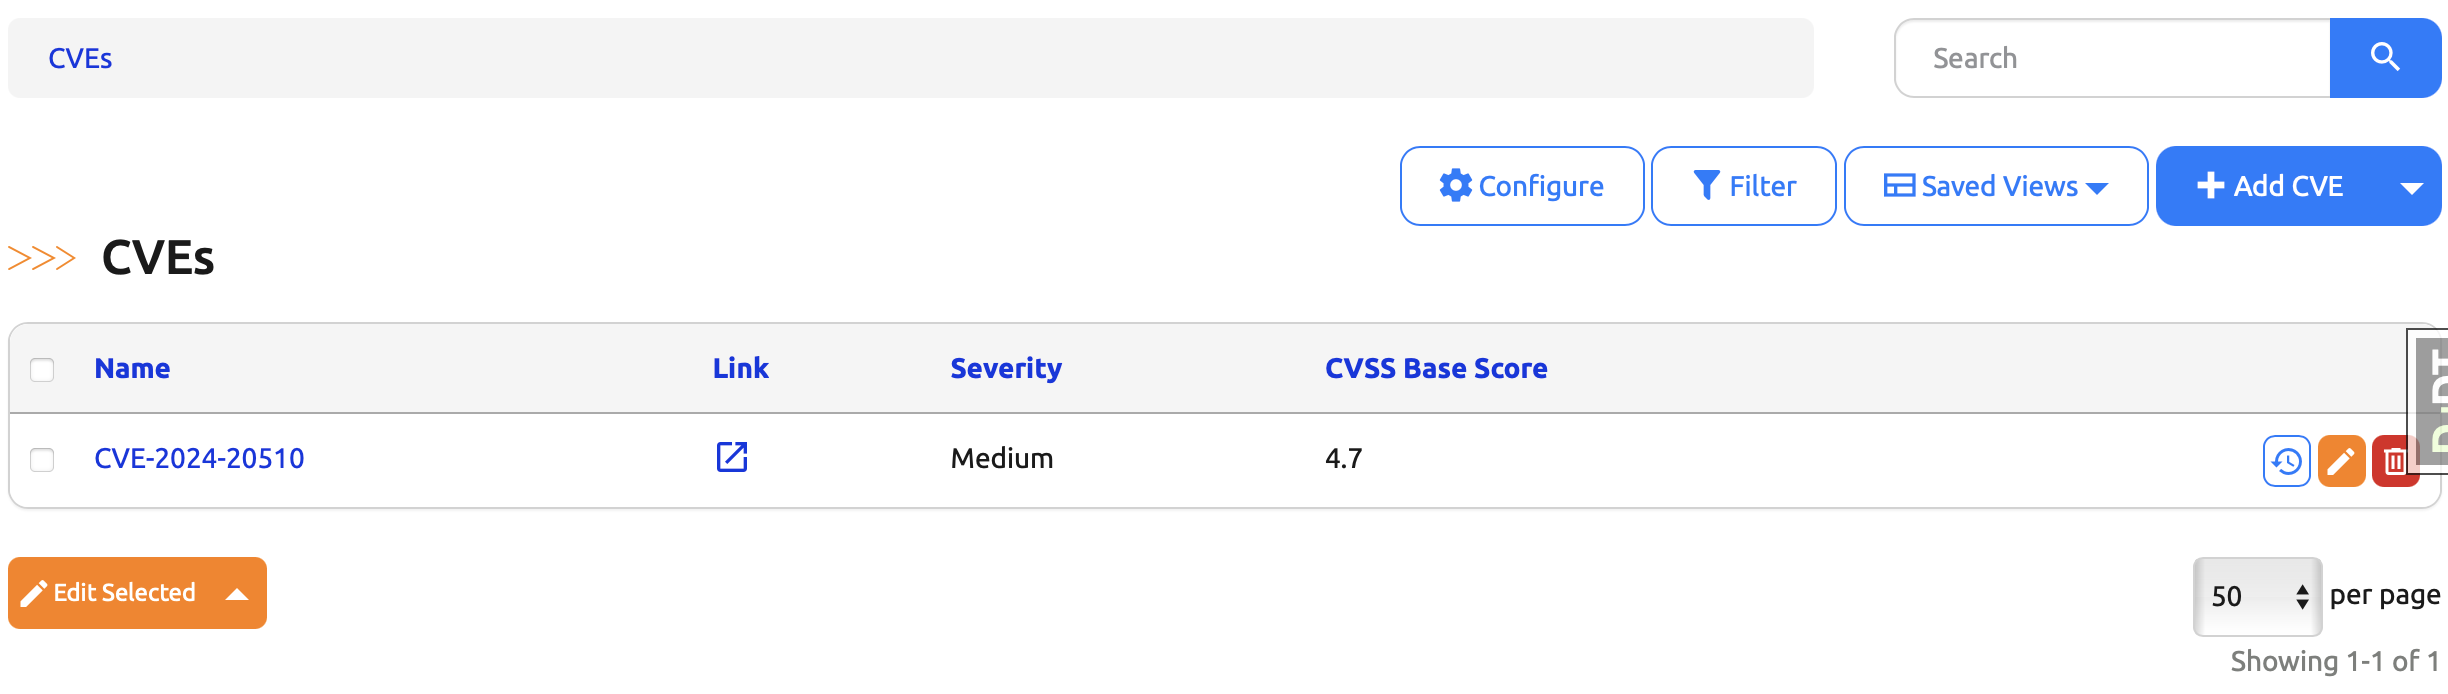 CVEs
Search
Configure Filter Saved Views Add CVE
>>> CVEs
Name Link Severity CVSS Base Score
CVE-2024-20510 Medium 4.7
Edit Selected
50 per page
Showing 1-1 of 1